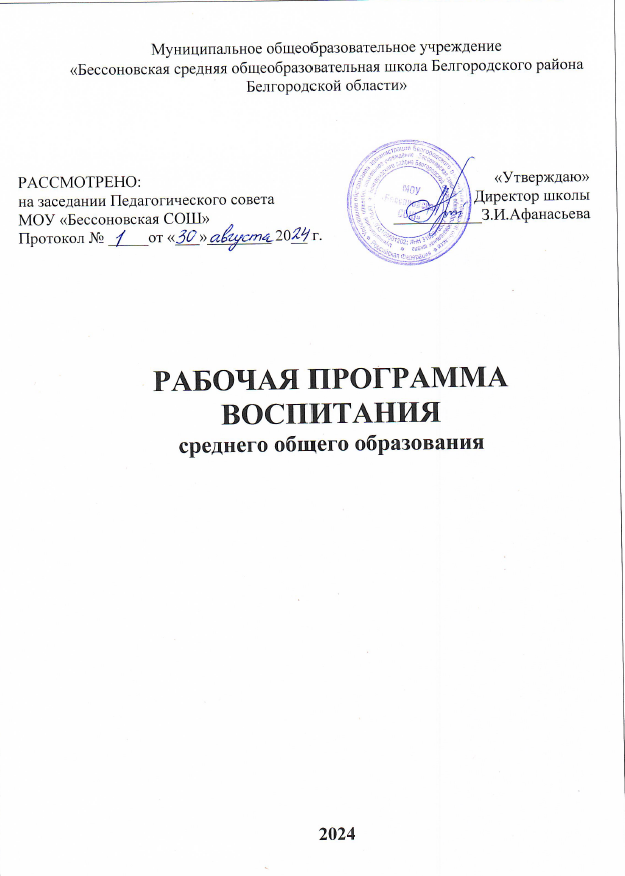 Муниципальное общеобразовательное учреждение
«Бессоновская средняя общеобразовательная школа Белгородского района
Белгородской области»
РАССМОТРЕНО:
на заседании Педагогического совета
МОУ «Бессоновская СОШ»
Протокол № 1 от «30» августа 2024 г.
«Утверждаю»
Директор школы
З.И.Афанасьева
МОУ
РАБОЧАЯ ПРОГРАММА
ВОСПИТАНИЯ
среднего общего образования
2024